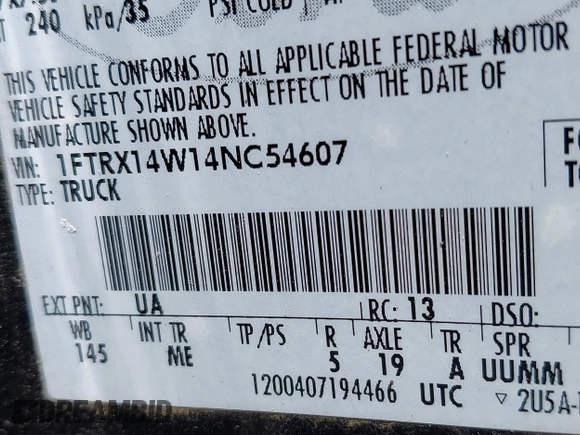 240 kPa/35 PSI COLD
THIS VEHICLE CONFORMS TO ALL APPLICABLE FEDERAL MOTOR
VEHICLE SAFETY STANDARDS IN EFFECT ON THE DATE OF
MANUFACTURE SHOWN ABOVE.
VIN: 1FTRX14W14NC54607
TYPE: TRUCK
EXT PNT: UA RC: 13 DSO:
WB INT TR TP/PS R AXLE TR SPR
145 ME 5 19 A UUMM
1200407194466 UTC ▽ 2U5A-
DREAMBID